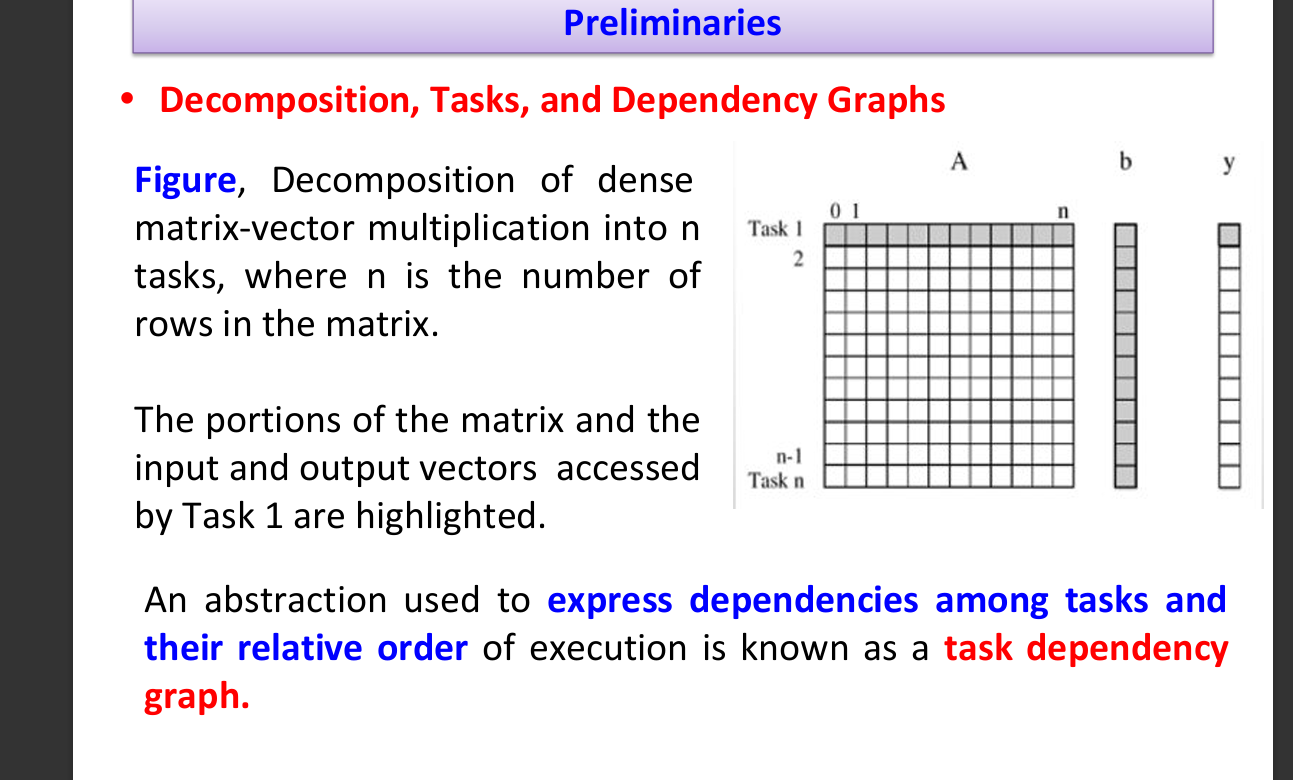 Preliminaries
• Decomposition, Tasks, and Dependency Graphs
Figure, Decomposition of dense
matrix-vector multiplication into n
tasks, where n is the number of
rows in the matrix.
The portions of the matrix and the
input and output vectors accessed
by Task 1 are highlighted.
A b y
0 1 n
Task 1
2
n-1
Task n
An abstraction used to express dependencies among tasks and
their relative order of execution is known as a task dependency
graph.